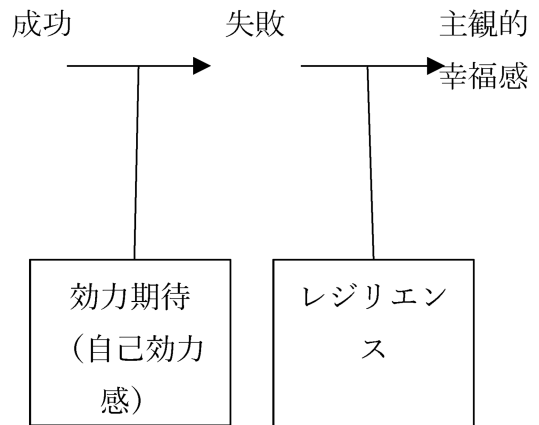 成功
失敗
主観的
幸福感
効力期待
（自己効力
感）
レジリエン
ス